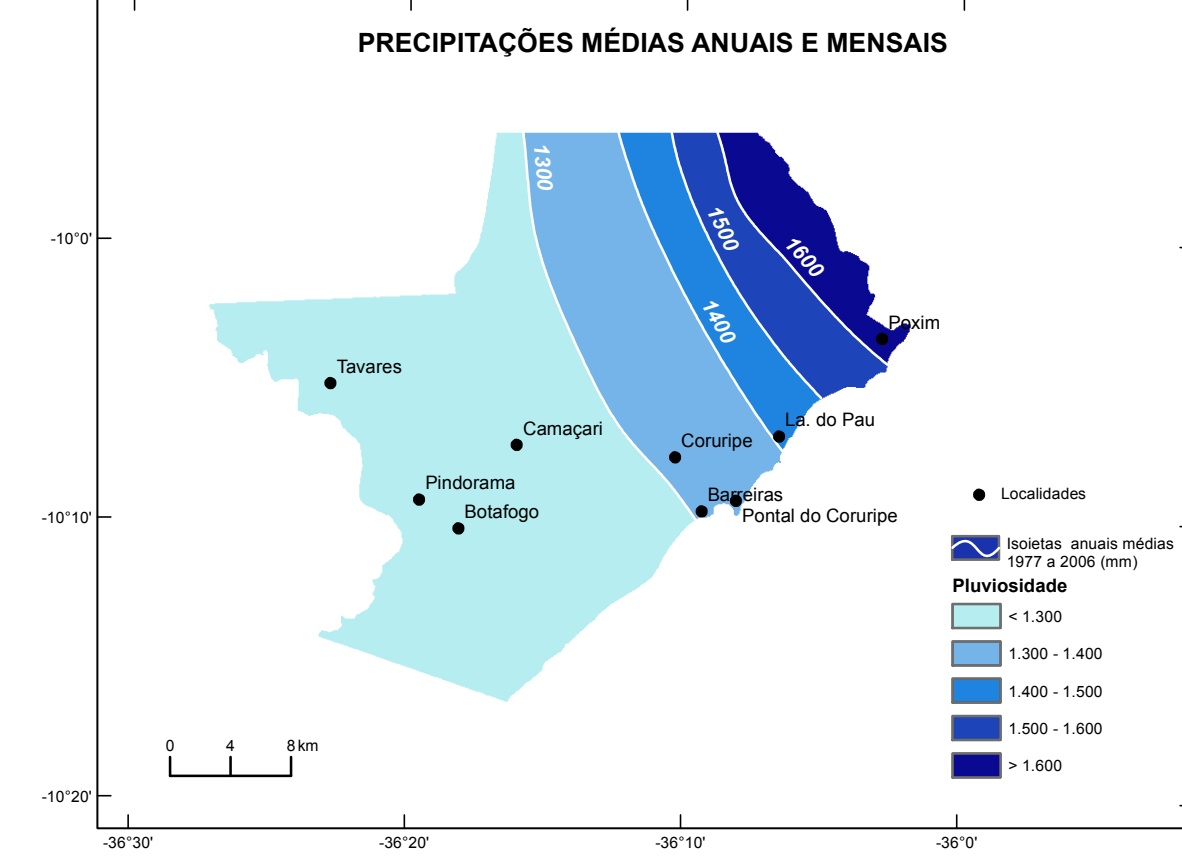 PRECIPITAÇÕES MÉDIAS ANUAIS E MENSAIS
1300
1500
1600
1400
-10°0'
Poxim
Tavares
La. do Pau
Camaçari
Coruripe
Pindorama
Barreiras
Botafogo
Pontal do Coruripe
-10°10'
Localidades
Isoietas anuais médias
1977 a 2006 (mm)
Pluviosidade
< 1.300
1.300 - 1.400
1.400 - 1.500
1.500 - 1.600
> 1.600
0 4 8 km
-10°20'
-36°30' -36°20' -36°10' -36°0'